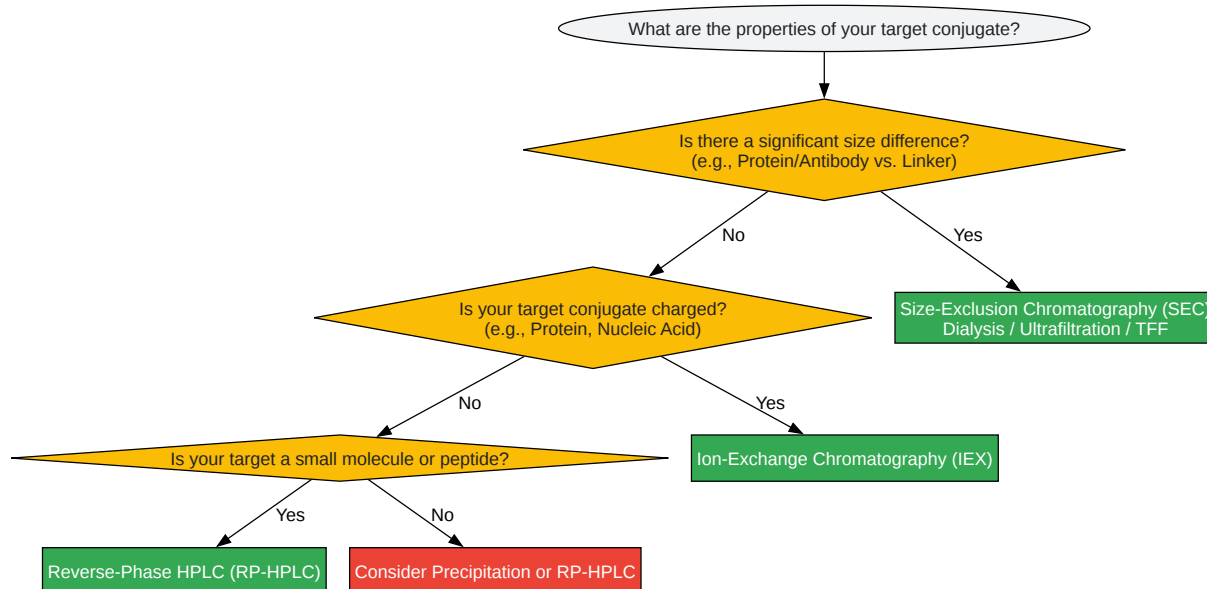 What are the properties of your target conjugate?
Is there a significant size difference?
(e.g., Protein/Antibody vs. Linker)
No
Yes
Is your target conjugate charged?
(e.g., Protein, Nucleic Acid)
Size-Exclusion Chromatography (SEC)
Dialysis / Ultrafiltration / TFF
No
Yes
Is your target a small molecule or peptide?
Ion-Exchange Chromatography (IEX)
Yes
No
Reverse-Phase HPLC (RP-HPLC)
Consider Precipitation or RP-HPLC